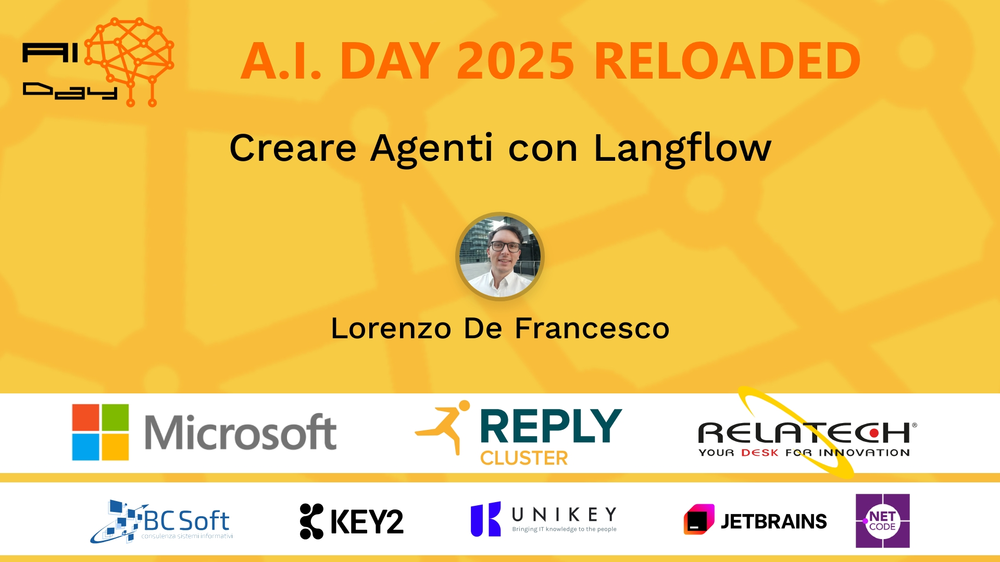 AI
Day
A.I. DAY 2025 RELOADED
Creare Agenti con Langflow
Lorenzo De Francesco
Microsoft
REPLY
CLUSTER
RELATECH®
YOUR DESK FOR INNOVATION
BC Soft
consulenza sistemi informativi
KEY2
UNIKEY
Bringing IT knowledge to the people
JETBRAINS
NET
CODE